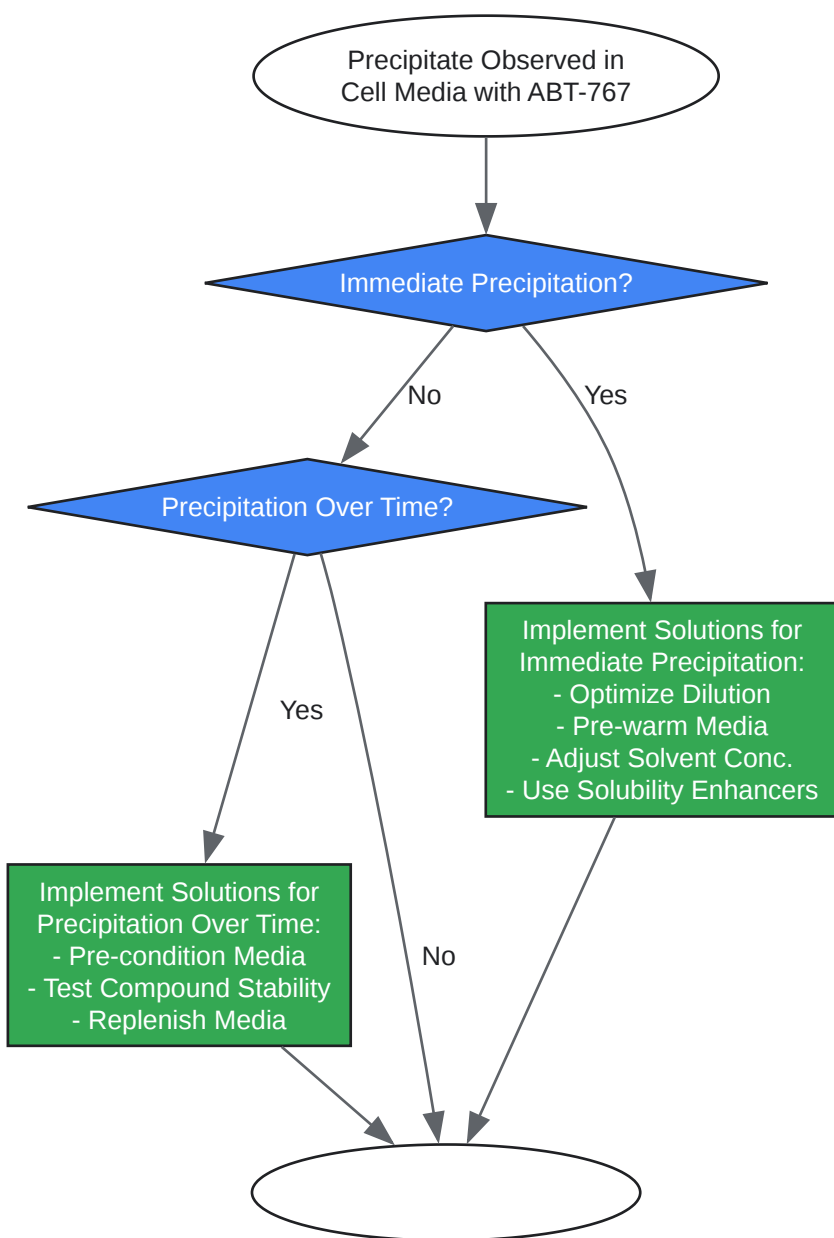 Precipitate Observed in
Cell Media with ABT-767
Immediate Precipitation?
No
Yes
Precipitation Over Time?
Implement Solutions for
Immediate Precipitation:
- Optimize Dilution
- Pre-warm Media
- Adjust Solvent Conc.
- Use Solubility Enhancers
Yes
Implement Solutions for
Precipitation Over Time:
- Pre-condition Media
- Test Compound Stability
- Replenish Media
No